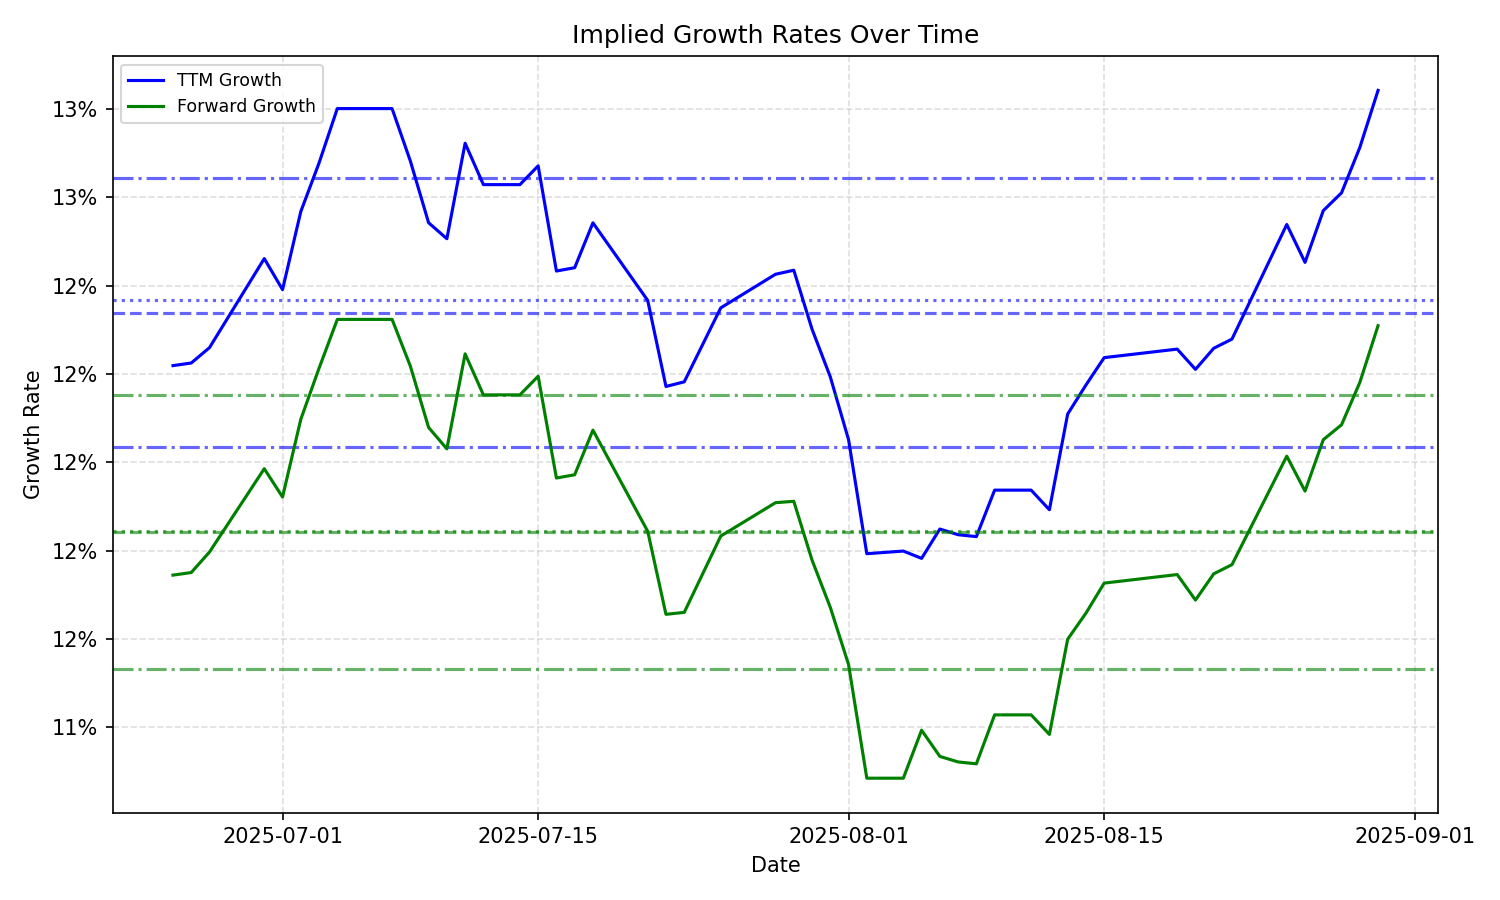 Implied Growth Rates Over Time
TTM Growth
Forward Growth
13%
13%
12%
12%
12%
12%
12%
11%
Growth Rate
2025-07-01
2025-07-15
2025-08-01
2025-08-15
2025-09-01
Date